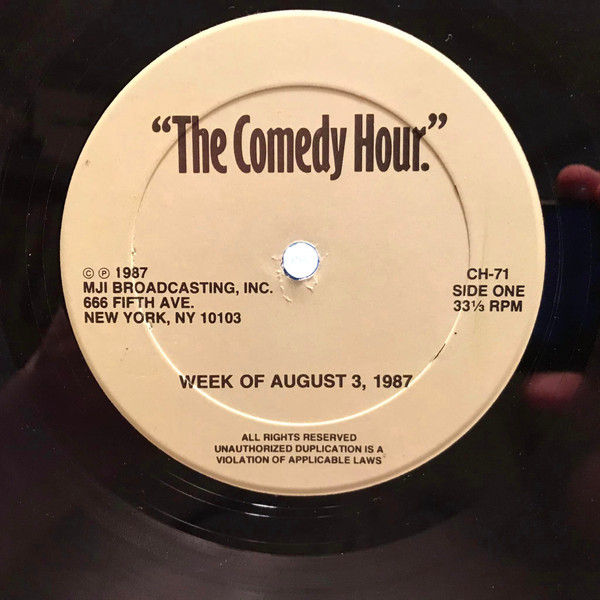 “The Comedy Hour.”
© ℗ 1987
MJI BROADCASTING, INC.
666 FIFTH AVE.
NEW YORK, NY 10103
CH-71
SIDE ONE
33⅓ RPM
WEEK OF AUGUST 3, 1987
ALL RIGHTS RESERVED
UNAUTHORIZED DUPLICATION IS A
VIOLATION OF APPLICABLE LAWS